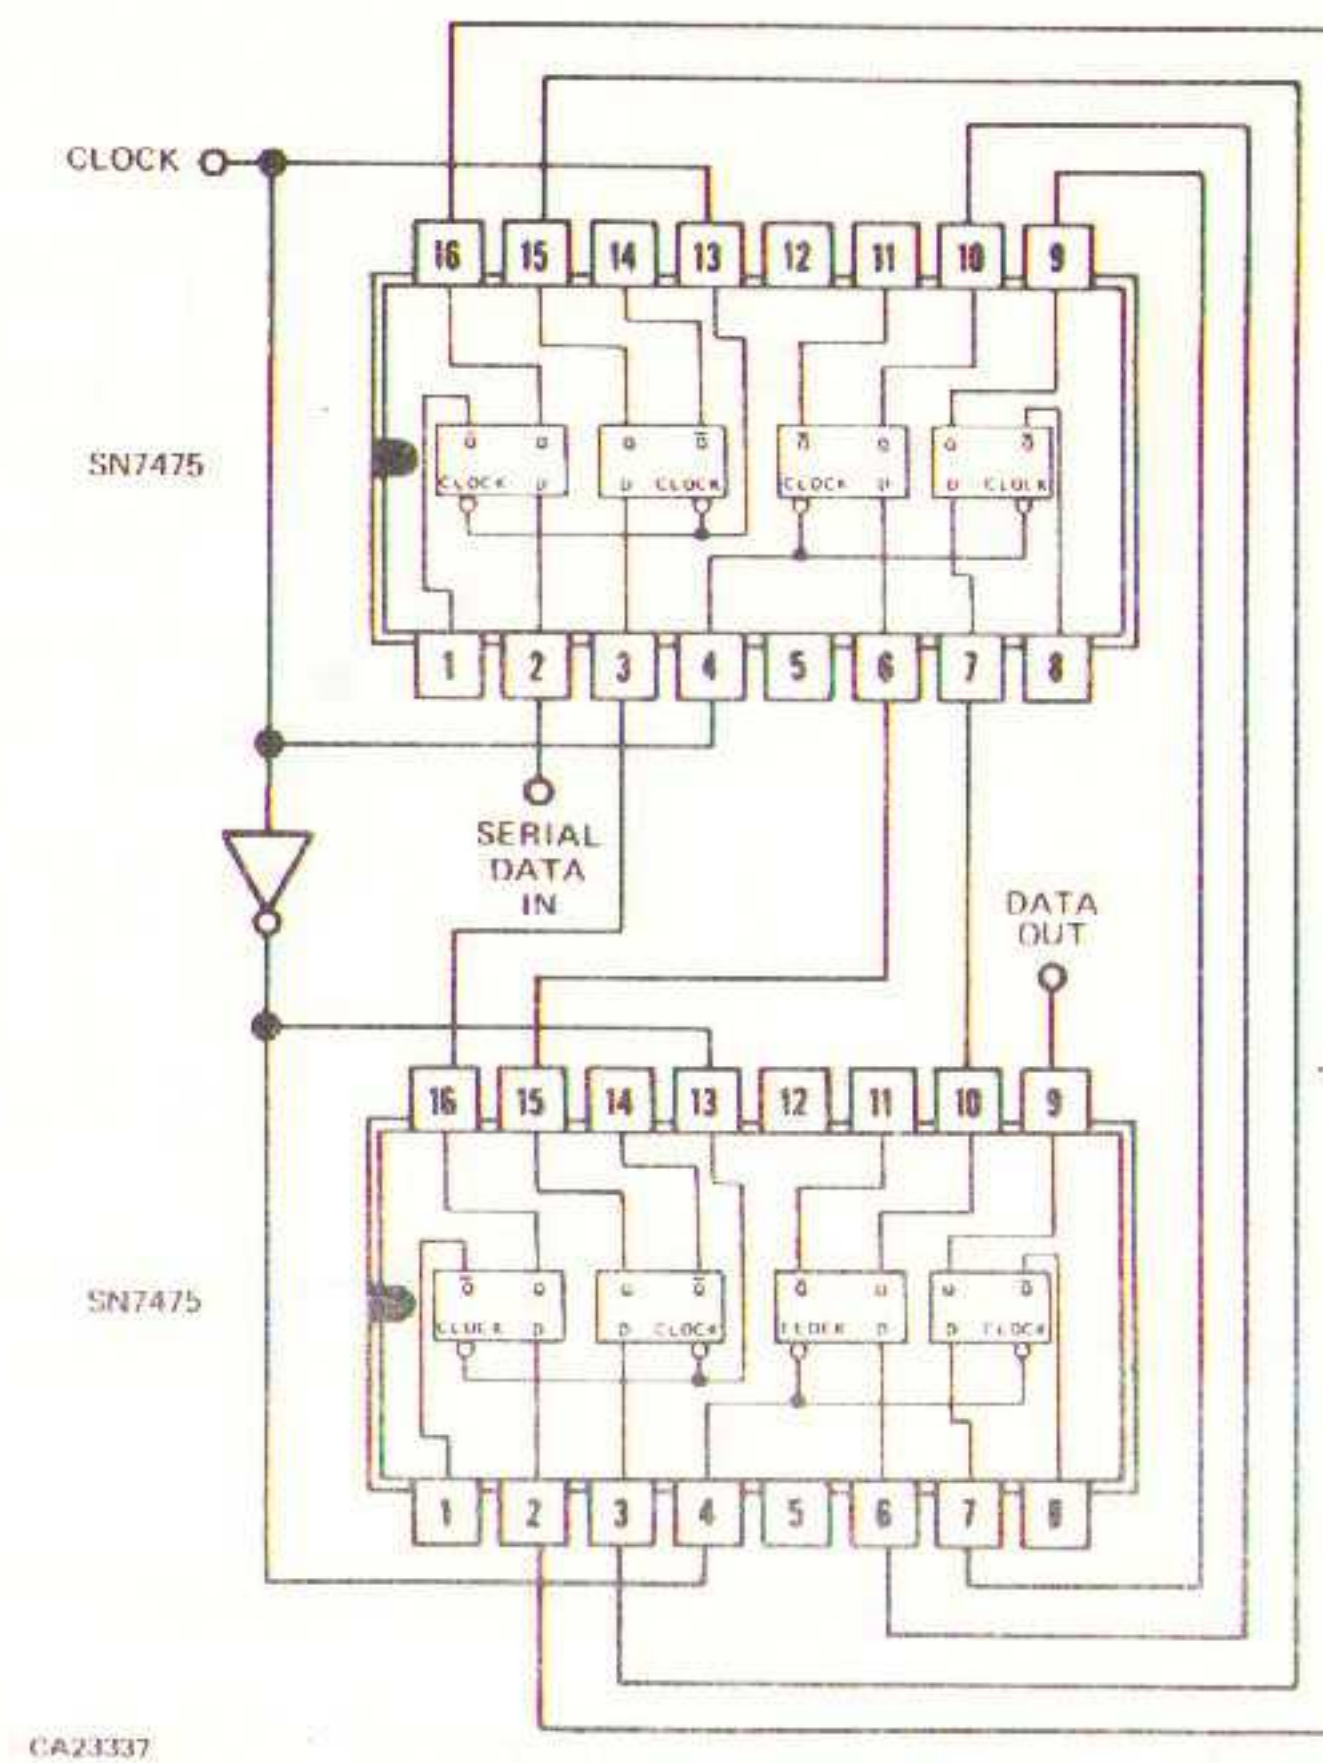 CLOCK
16 15 14 13 12 11 10 9
SN7475
Q̅ Q Q Q̅ Q̅ Q Q Q̅
CLOCK D D CLOCK CLOCK D D CLOCK
1 2 3 4 5 6 7 8
SERIAL
DATA
IN
DATA
OUT
16 15 14 13 12 11 10 9
SN7475
Q̅ Q Q Q̅ Q̅ Q Q Q̅
CLOCK D D CLOCK CLOCK D D CLOCK
1 2 3 4 5 6 7 8
CA23337